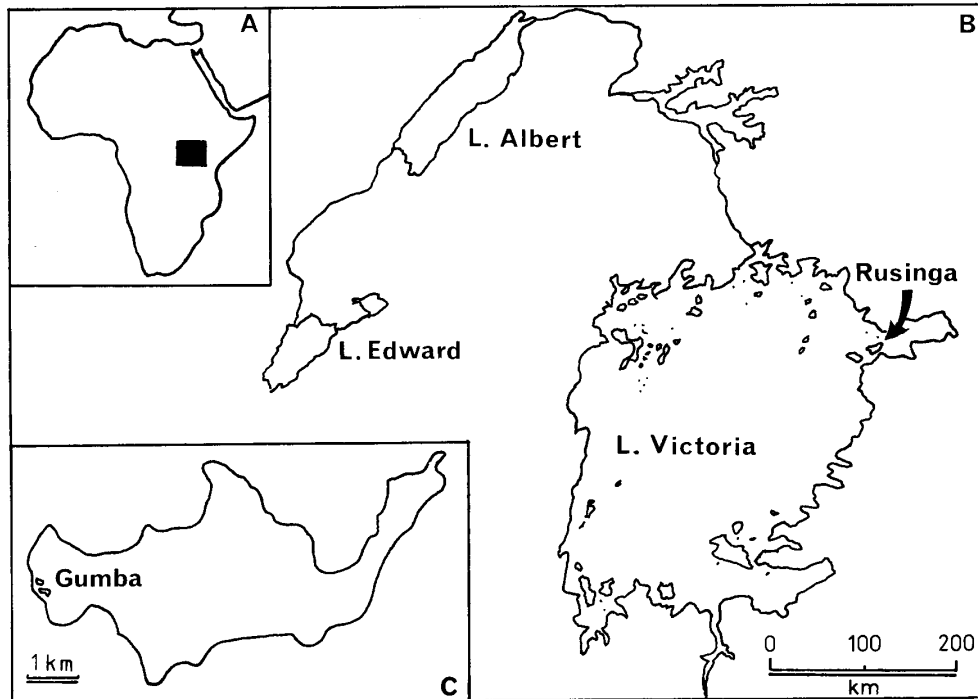 A
B
L. Albert
Rusinga
L. Edward
L. Victoria
Gumba
1 km
C
0 100 200
km